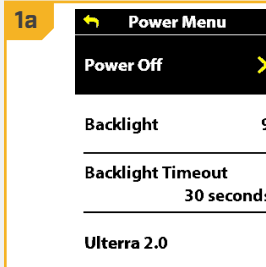 1a
Power Menu
Power Off
Backlight
Backlight Timeout
30 seconds
Ulterra 2.0